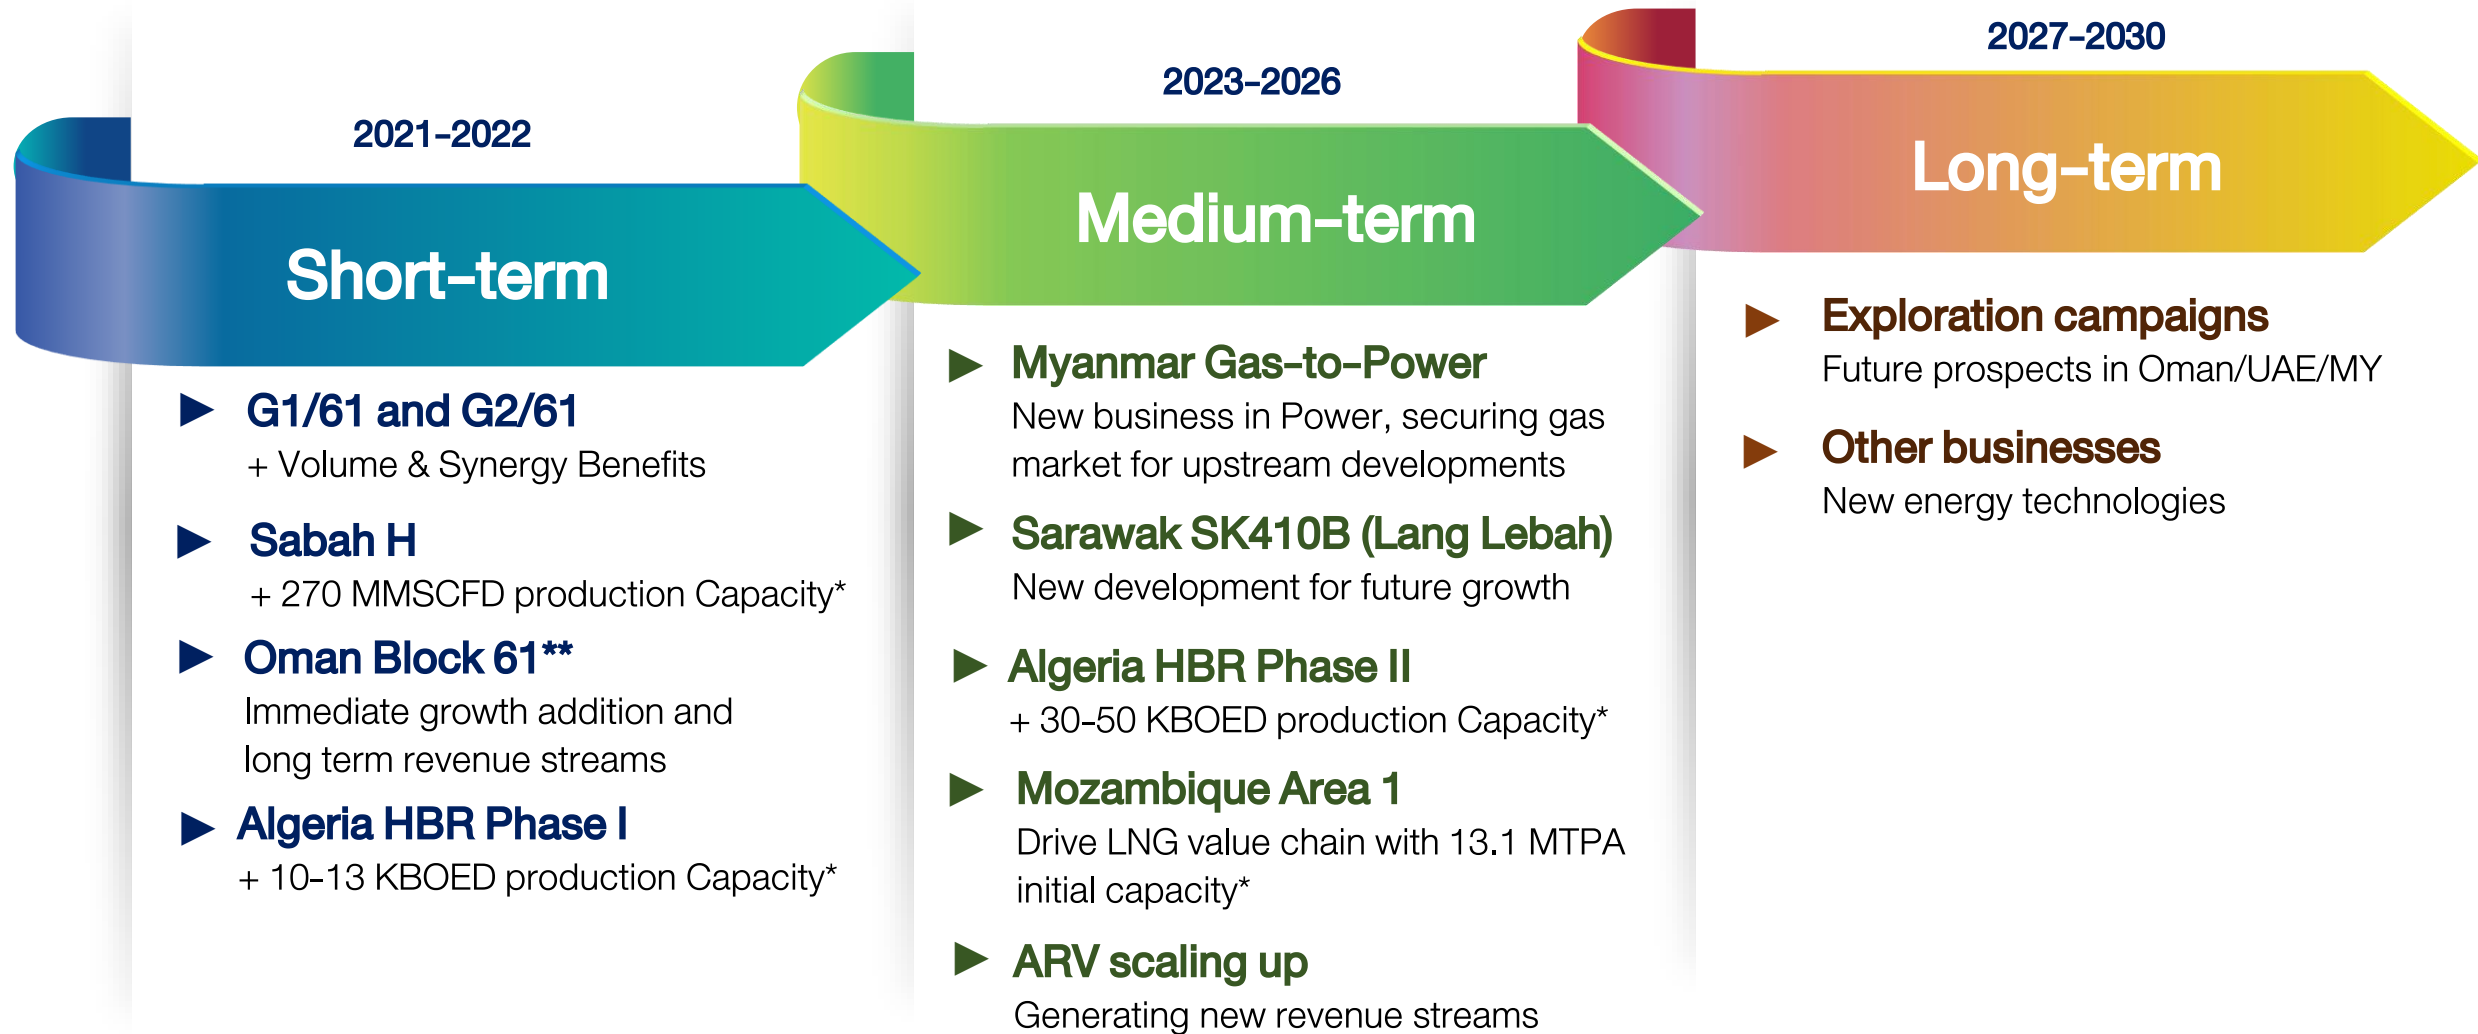 2021-2022
Short-term
G1/61 and G2/61
+ Volume & Synergy Benefits
Sabah H
+ 270 MMSCFD production Capacity*
Oman Block 61**
Immediate growth addition and
long term revenue streams
Algeria HBR Phase I
+ 10-13 KBOED production Capacity*
2023-2026
Medium-term
Myanmar Gas-to-Power
New business in Power, securing gas
market for upstream developments
Sarawak SK410B (Lang Lebah)
New development for future growth
Algeria HBR Phase II
+ 30-50 KBOED production Capacity*
Mozambique Area 1
Drive LNG value chain with 13.1 MTPA
initial capacity*
ARV scaling up
Generating new revenue streams
2027-2030
Long-term
Exploration campaigns
Future prospects in Oman/UAE/MY
Other businesses
New energy technologies